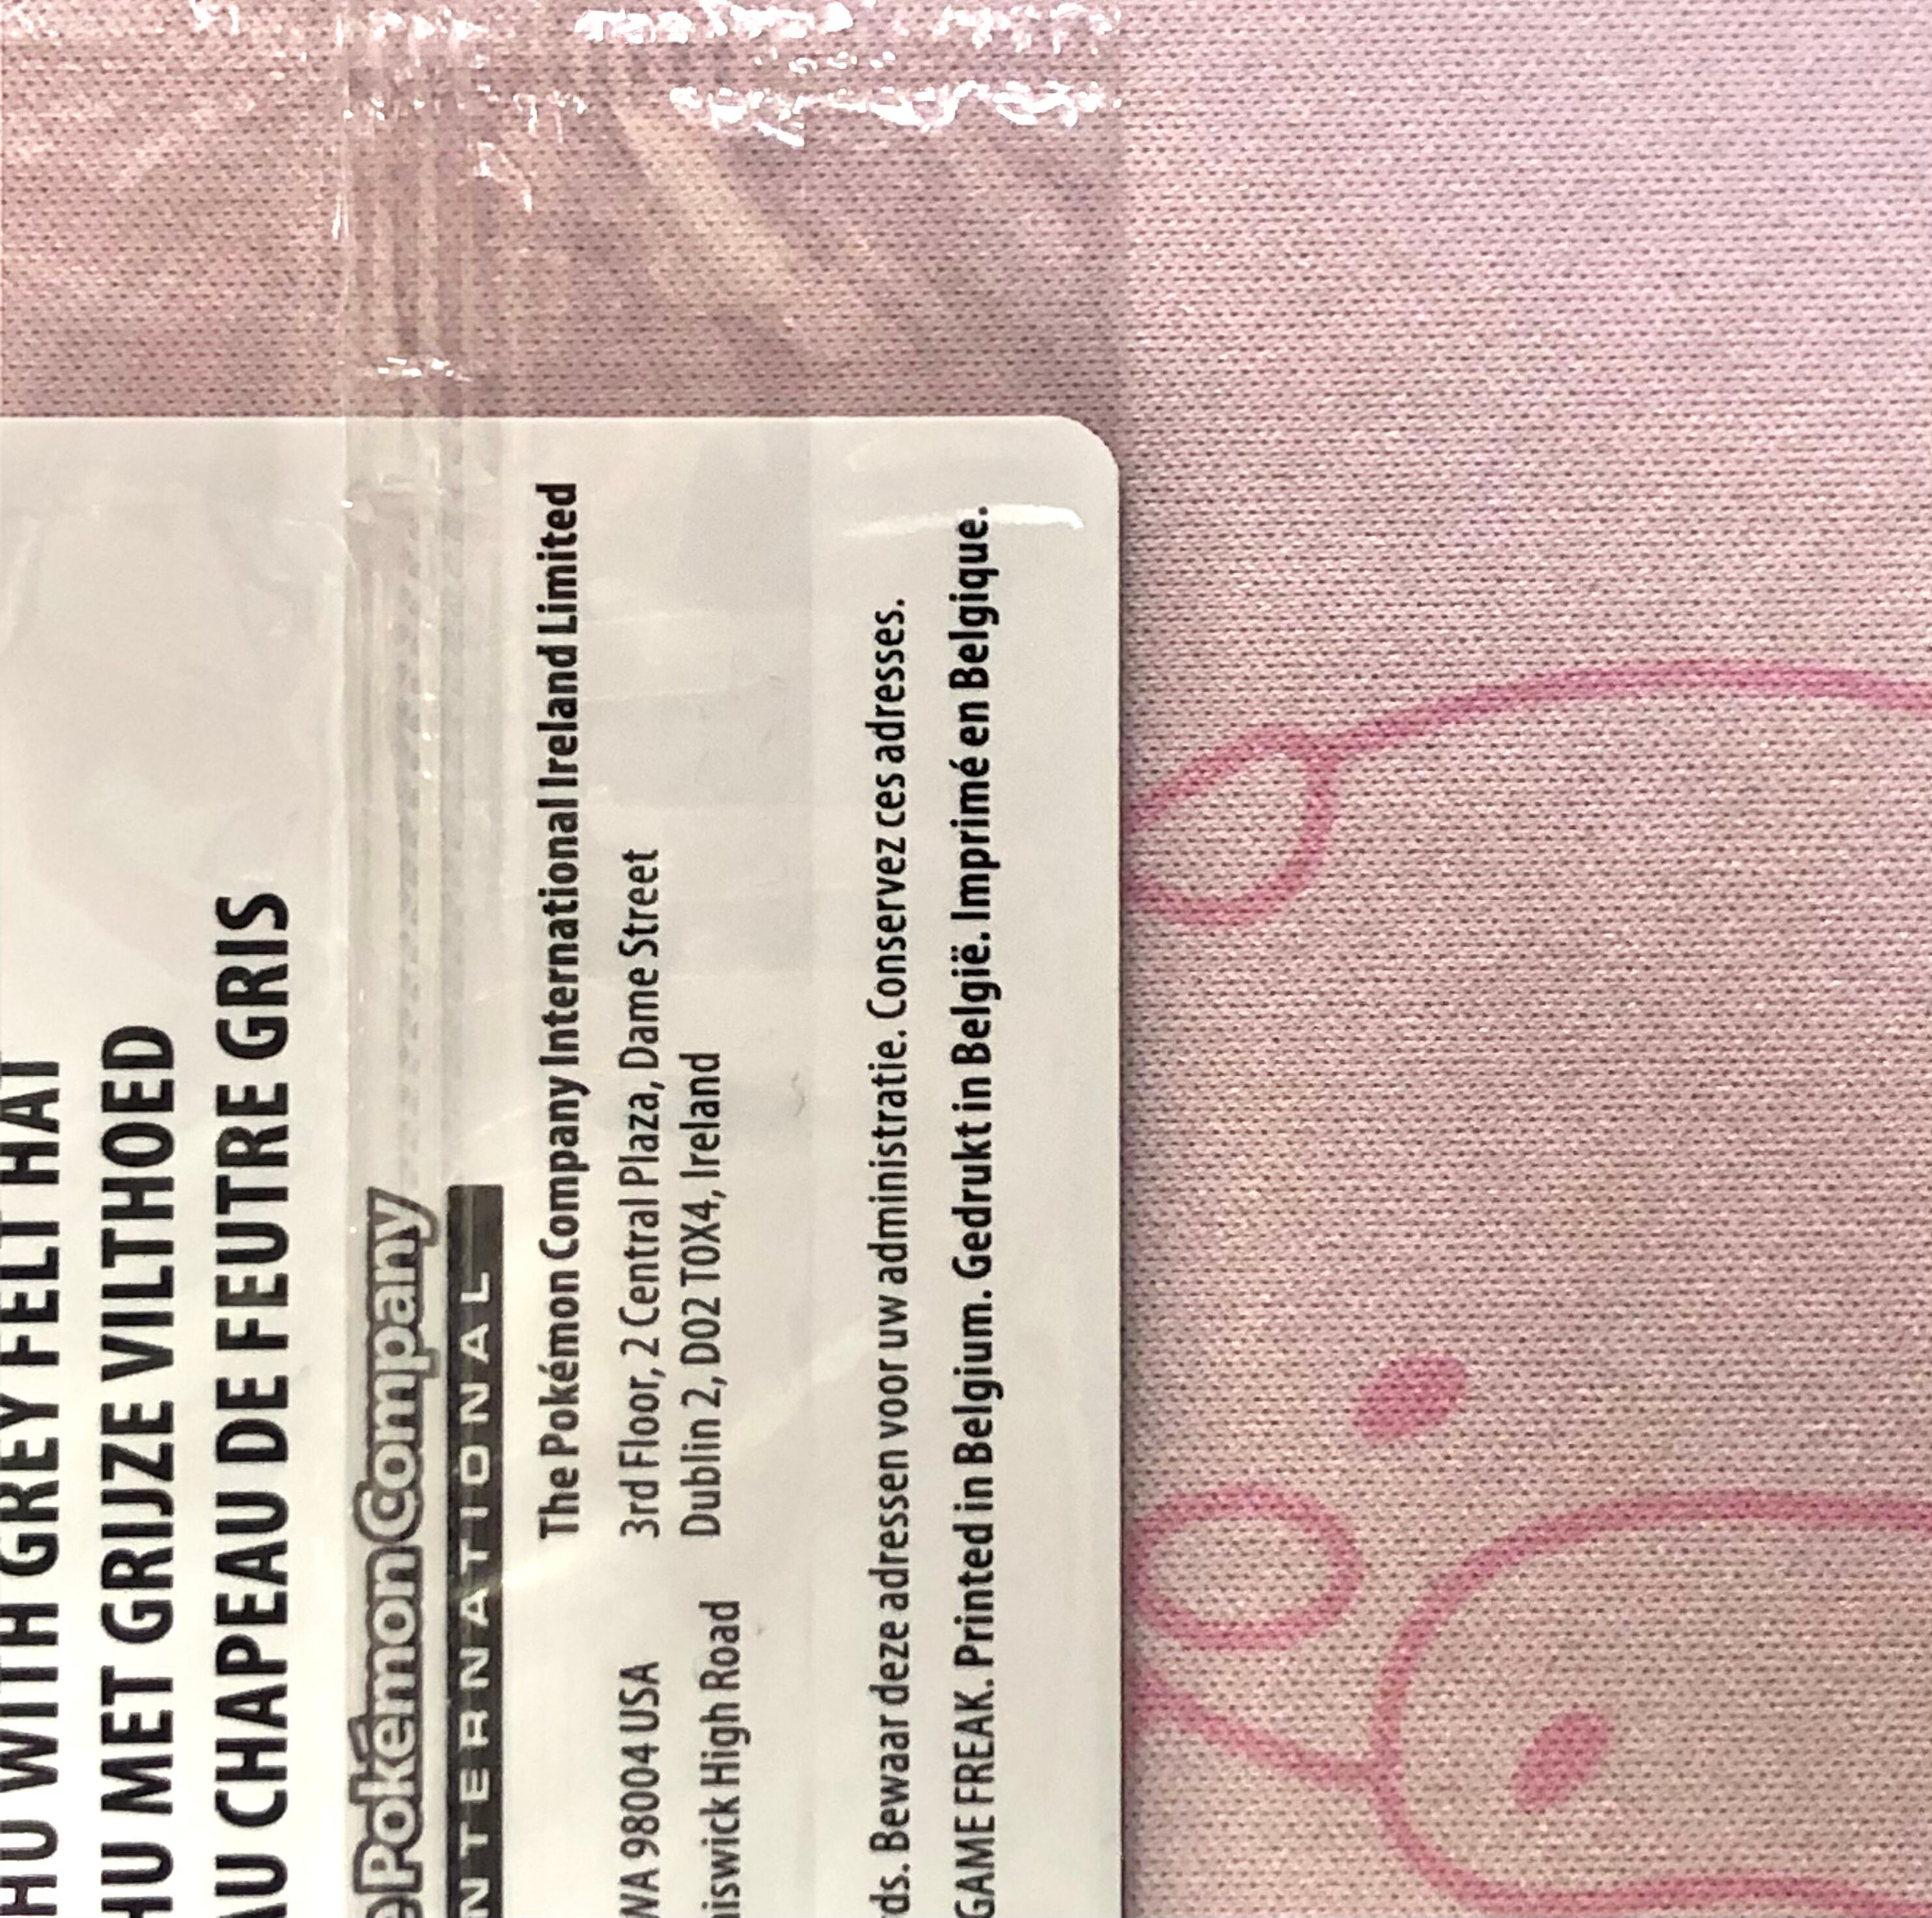 HU WITH GREY FELT HAT
HU MET GRIJZE VILTHOED
AU CHAPEAU DE FEUTRE GRIS
e Pokémon Company
NTERNATIONAL
The Pokémon Company International Ireland Limited
WA 98004 USA 3rd Floor, 2 Central Plaza, Dame Street
iswick High Road Dublin 2, D02 T0X4, Ireland
ds. Bewaar deze adressen voor uw administratie. Conservez ces adresses.
GAME FREAK. Printed in Belgium. Gedrukt in België. Imprimé en Belgique.